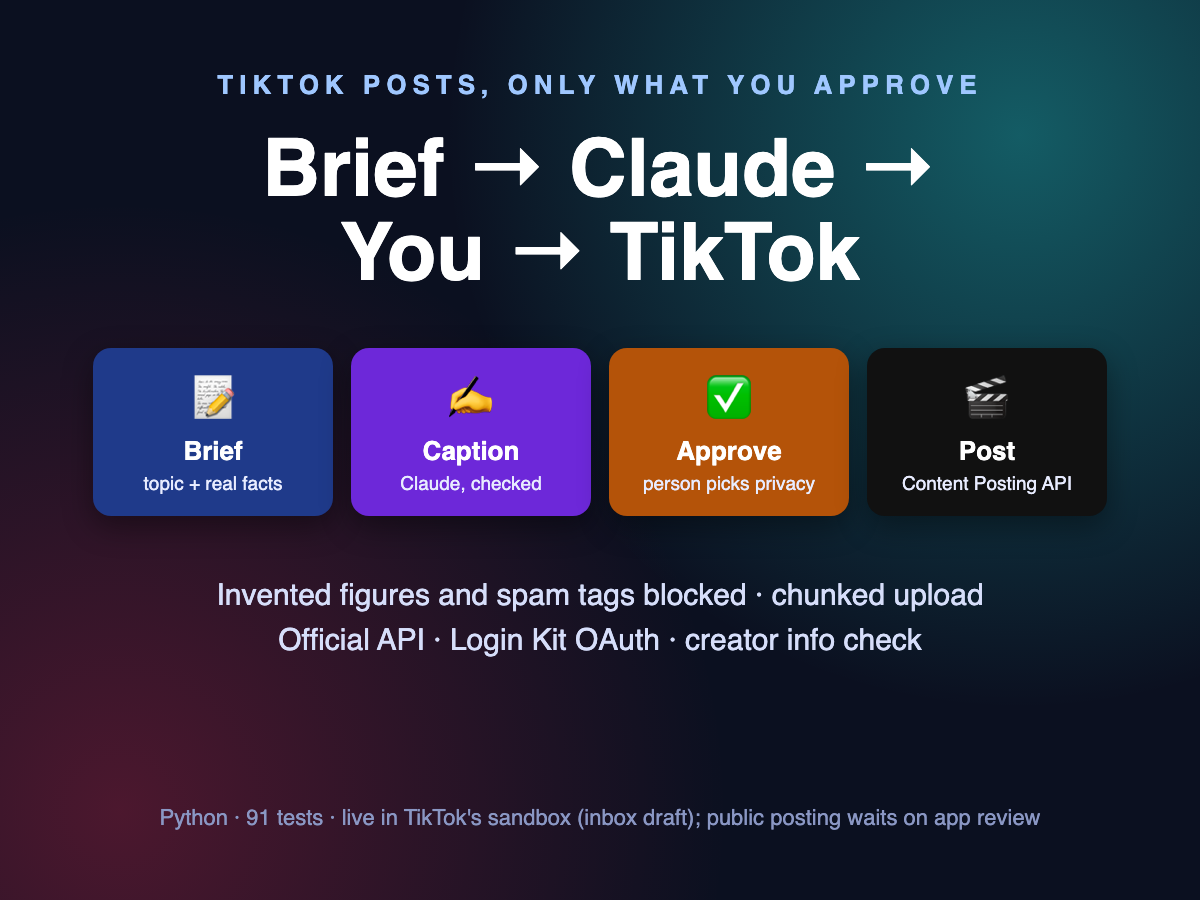 TIKTOK POSTS, ONLY WHAT YOU APPROVE
Brief → Claude →
You → TikTok
Brief
topic + real facts
Caption
Claude, checked
Approve
person picks privacy
Post
Content Posting API
Invented figures and spam tags blocked · chunked upload
Official API · Login Kit OAuth · creator info check
Python · 91 tests · live in TikTok's sandbox (inbox draft); public posting waits on app review